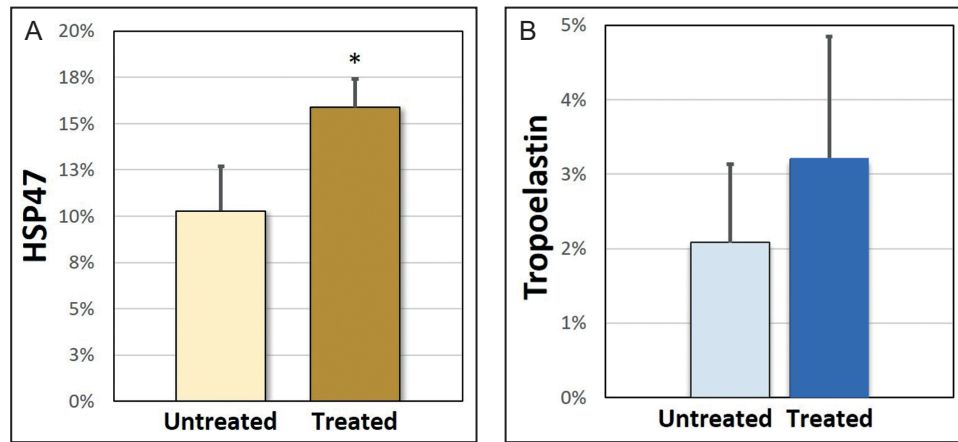 A
HSP47
20%
18%
15%
13%
10%
8%
5%
3%
0%
*
Untreated Treated
B
Tropoelastin
5%
4%
3%
2%
1%
0%
Untreated Treated